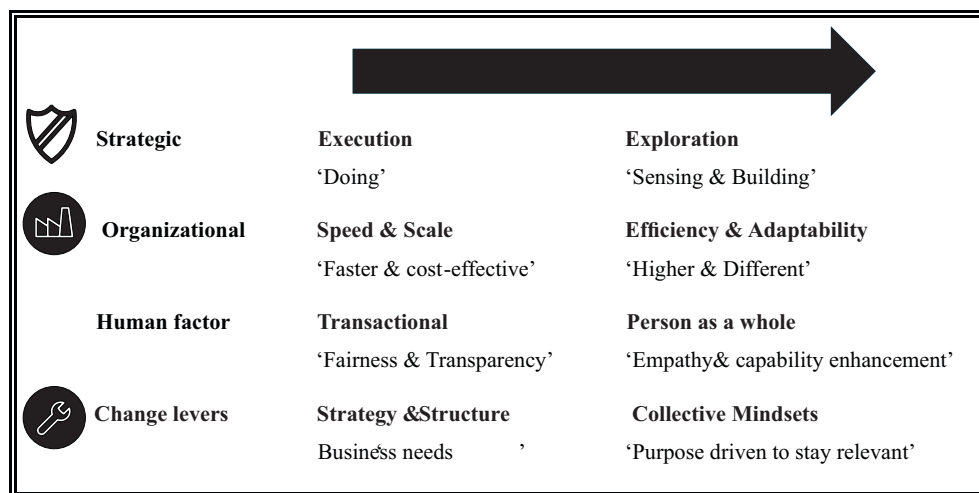 Strategic Execution Exploration
‘Doing’ ‘Sensing & Building’
Organizational Speed & Scale Efficiency & Adaptability
‘Faster & cost-effective’ ‘Higher & Different’
Human factor Transactional Person as a whole
‘Fairness & Transparency’ ‘Empathy& capability enhancement’
Change levers Strategy &Structure Collective Mindsets
‘Business needs ’ ‘Purpose driven to stay relevant’